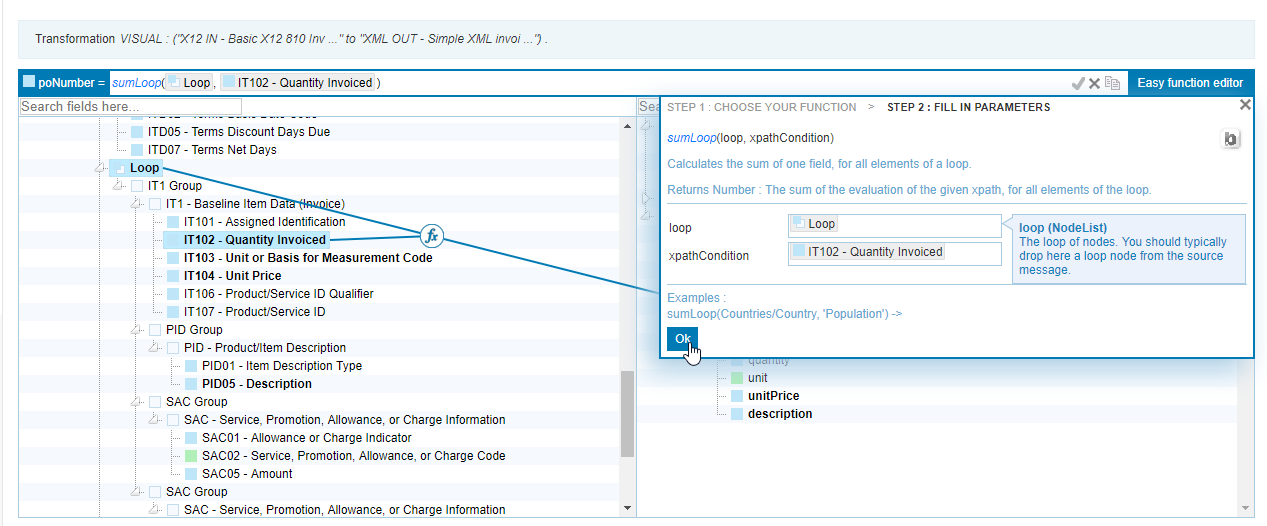 Transformation VISUAL : ("X12 IN - Basic X12 810 Inv ..." to "XML OUT - Simple XML invoi ...") .
poNumber = sumLoop( Loop , IT102 - Quantity Invoiced ) Easy function editor
Search fields here...
ITD05 - Terms Discount Days Due
ITD07 - Terms Net Days
Loop
IT1 Group
IT1 - Baseline Item Data (Invoice)
IT101 - Assigned Identification
IT102 - Quantity Invoiced
IT103 - Unit or Basis for Measurement Code
IT104 - Unit Price
IT106 - Product/Service ID Qualifier
IT107 - Product/Service ID
PID Group
PID - Product/Item Description
PID01 - Item Description Type
PID05 - Description
SAC Group
SAC - Service, Promotion, Allowance, or Charge Information
SAC01 - Allowance or Charge Indicator
SAC02 - Service, Promotion, Allowance, or Charge Code
SAC05 - Amount
SAC Group
SAC - Service, Promotion, Allowance, or Charge Information
fx
Sea
STEP 1 : CHOOSE YOUR FUNCTION > STEP 2 : FILL IN PARAMETERS
sumLoop(loop, xpathCondition)
Calculates the sum of one field, for all elements of a loop.
Returns Number : The sum of the evaluation of the given xpath, for all elements of the loop.
loop Loop
xpathCondition IT102 - Quantity Invoiced
loop (NodeList)
The loop of nodes. You should typically
drop here a loop node from the source
message.
Examples :
sumLoop(Countries/Country, 'Population') ->
Ok
quantity
unit
unitPrice
description